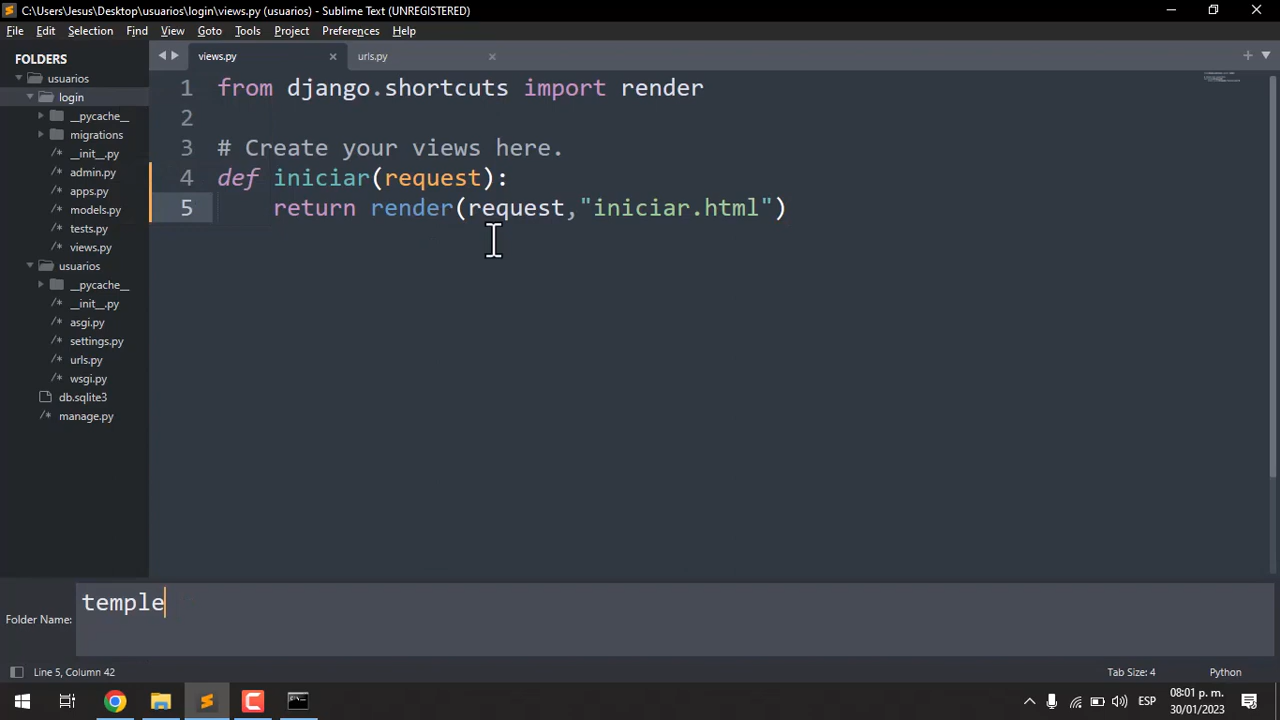 C:\Users\Jesus\Desktop\usuarios\login\views.py (usuarios) - Sublime Text (UNREGISTERED)
File Edit Selection Find View Goto Tools Project Preferences Help
FOLDERS
usuarios
login
__pycache__
migrations
/* __init__.py
/* admin.py
/* apps.py
/* models.py
/* tests.py
/* views.py
usuarios
__pycache__
/* __init__.py
/* asgi.py
/* settings.py
/* urls.py
/* wsgi.py
db.sqlite3
/* manage.py
views.py urls.py
1 from django.shortcuts import render
2
3 # Create your views here.
4 def iniciar(request):
5 return render(request,"iniciar.html")
Folder Name: temple
Line 5, Column 42 Tab Size: 4 Python
ESP 08:01 p. m.
30/01/2023